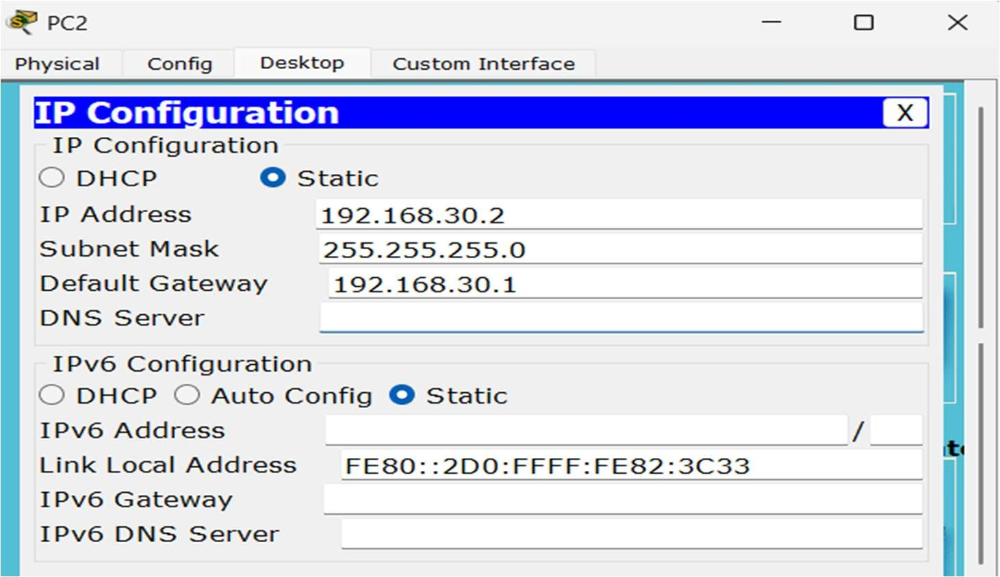 PC2
Physical Config Desktop Custom Interface
IP Configuration X
IP Configuration
DHCP Static
IP Address 192.168.30.2
Subnet Mask 255.255.255.0
Default Gateway 192.168.30.1
DNS Server
IPv6 Configuration
DHCP Auto Config Static
IPv6 Address /
Link Local Address FE80::2D0:FFFF:FE82:3C33
IPv6 Gateway
IPv6 DNS Server